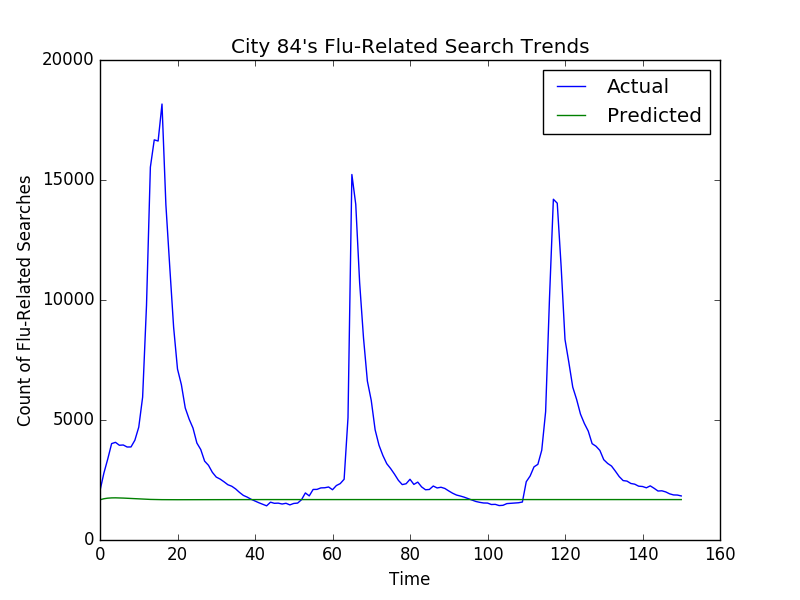 City 84's Flu-Related Search Trends
20000
15000
10000
5000
0
Count of Flu-Related Searches
Actual
Predicted
0 20 40 60 80 100 120 140 160
Time